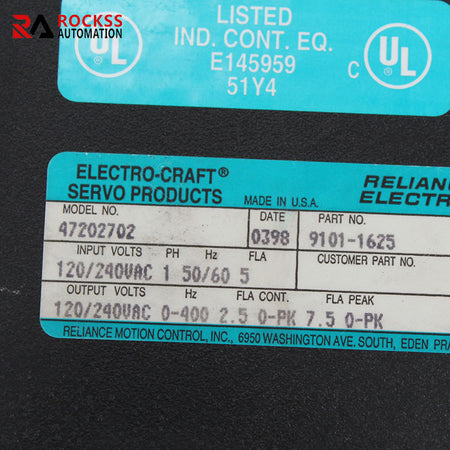 ROCKSS
AUTOMATION
LISTED
IND. CONT. EQ.
E145959
51Y4
UL
C UL
ELECTRO-CRAFT®
SERVO PRODUCTS
MADE IN U.S.A.
RELIAN
ELECTR
MODEL NO. DATE PART NO.
47202702 0398 9101-1625
INPUT VOLTS PH Hz FLA CUSTOMER PART NO.
120/240VAC 1 50/60 5
OUTPUT VOLTS Hz FLA CONT. FLA PEAK
120/240VAC 0-400 2.5 0-PK 7.5 0-PK
RELIANCE MOTION CONTROL, INC., 6950 WASHINGTON AVE. SOUTH, EDEN PRA